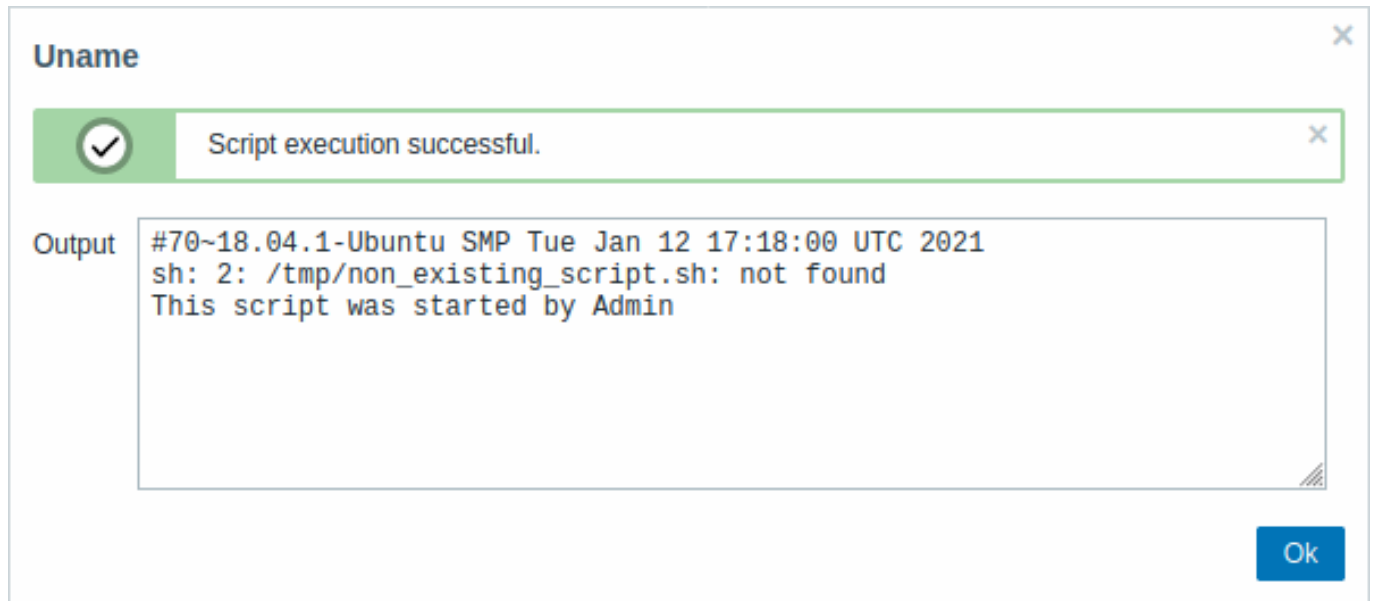 Uname
Script execution successful.
Output
#70~18.04.1-Ubuntu SMP Tue Jan 12 17:18:00 UTC 2021
sh: 2: /tmp/non_existing_script.sh: not found
This script was started by Admin
Ok